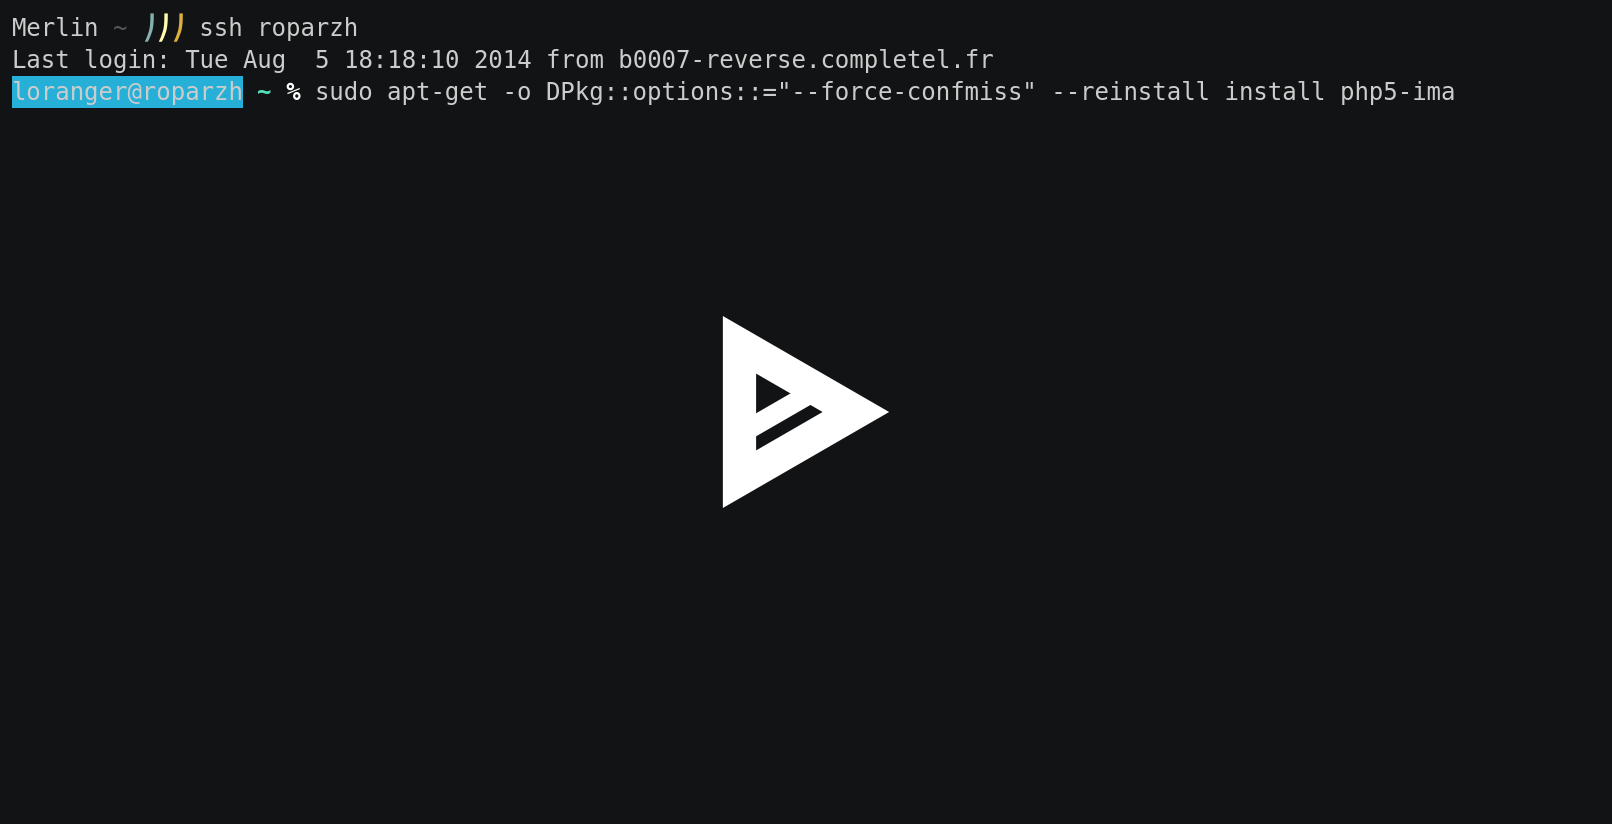 Merlin ~ ))) ssh roparzh
Last login: Tue Aug  5 18:18:10 2014 from b0007-reverse.completel.fr
loranger@roparzh ~ % sudo apt-get -o DPkg::options::="--force-confmiss" --reinstall install php5-ima